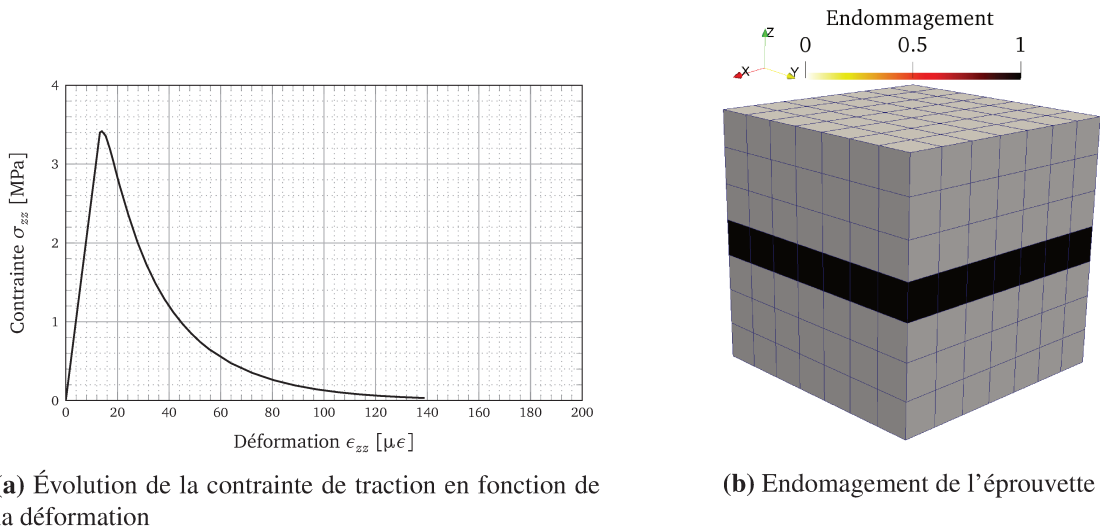 4
3
2
1
0
0 20 40 60 80 100 120 140 160 180 200
Contrainte σzz [MPa]
Déformation ϵzz [µϵ]
(a) Évolution de la contrainte de traction en fonction de
la déformation
Endommagement
0 0.5 1
Z
X
Y
(b) Endomagement de l'éprouvette